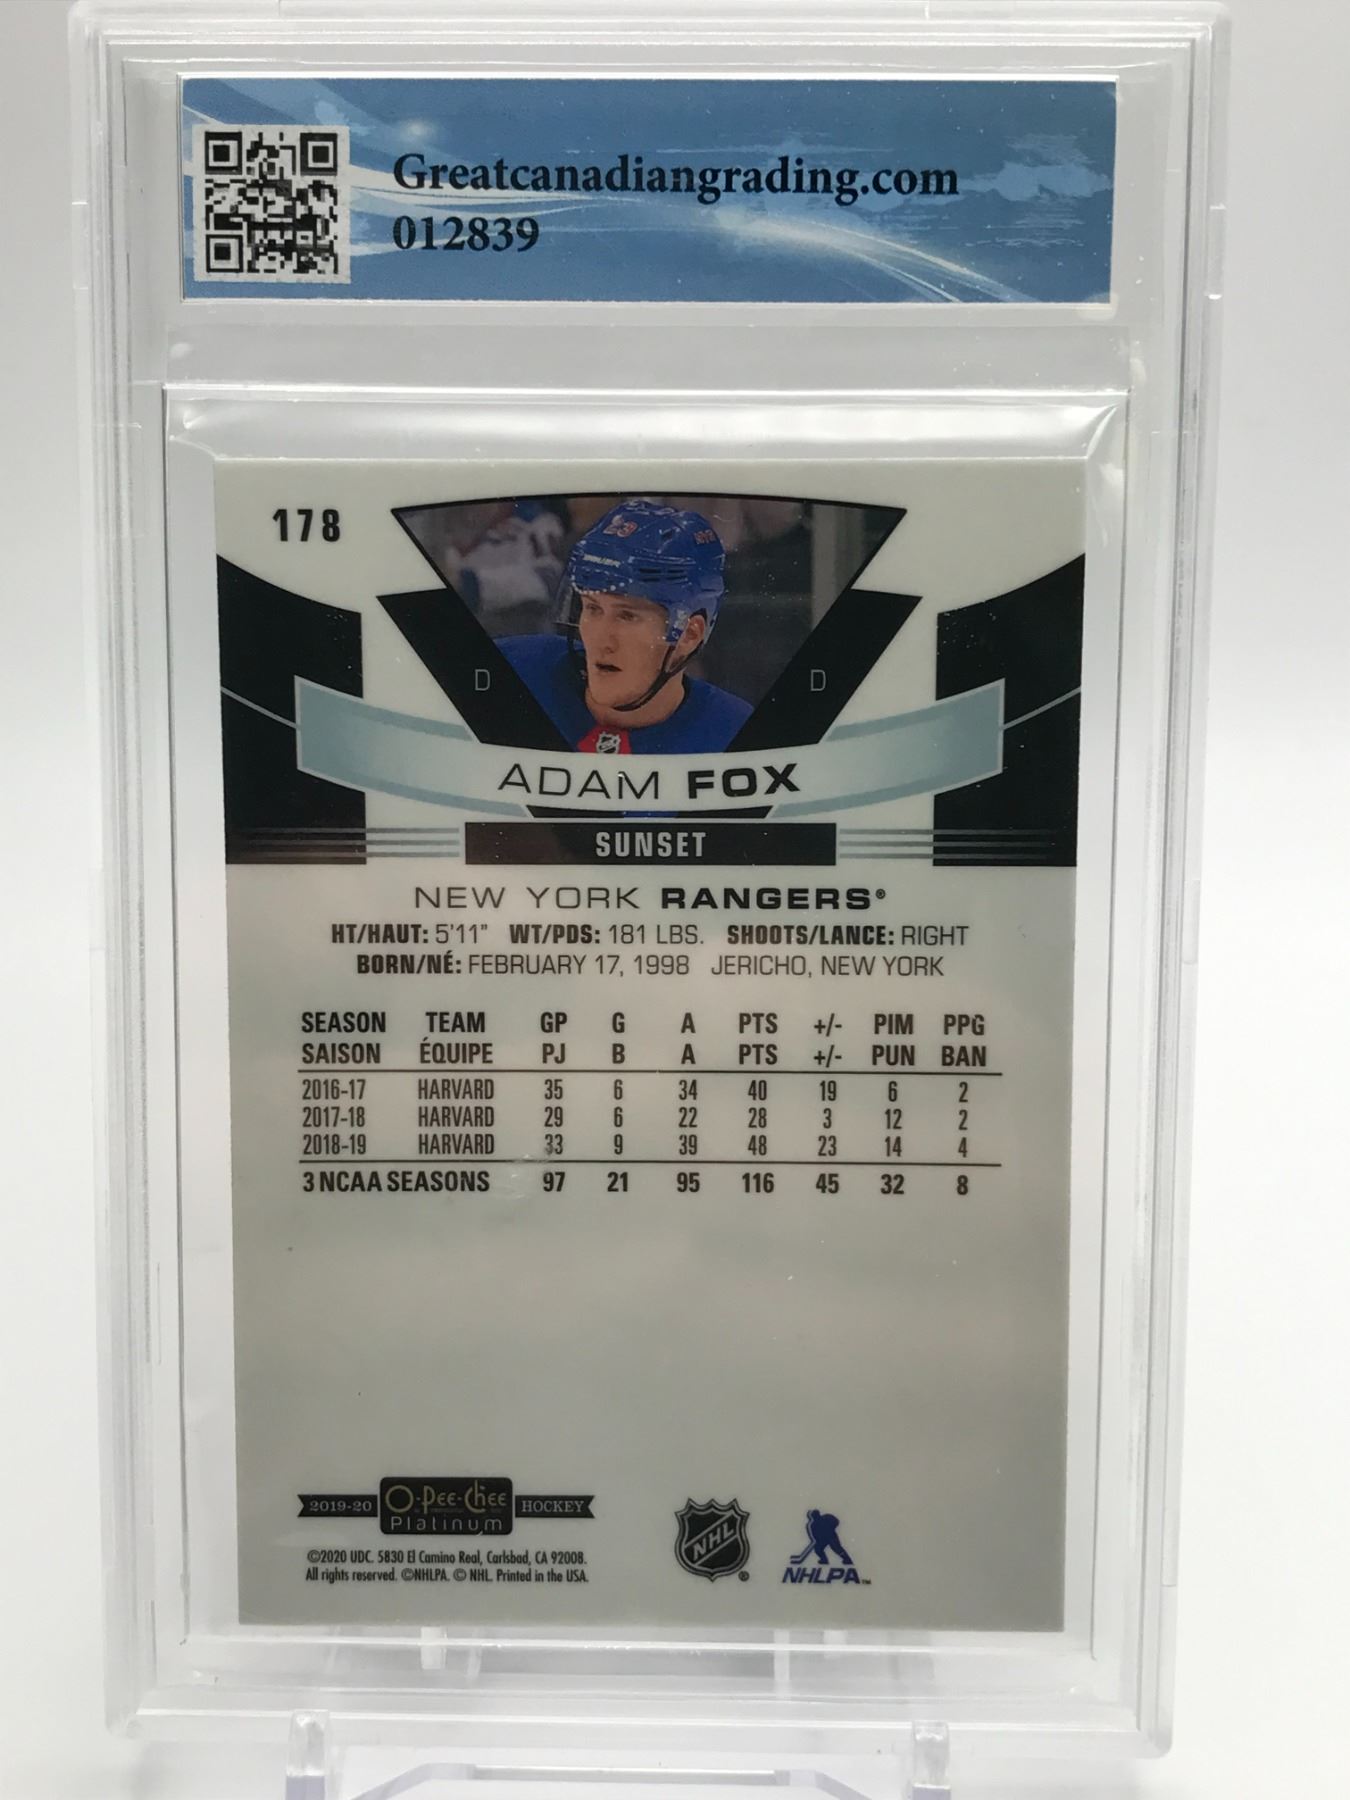 Greatcanadiangrading.com
012839
178
23
BAUER
D D
ADAM FOX
SUNSET
NEW YORK RANGERS®
HT/HAUT: 5'11" WT/PDS: 181 LBS. SHOOTS/LANCE: RIGHT
BORN/NÉ: FEBRUARY 17, 1998 JERICHO, NEW YORK
SEASON TEAM GP G A PTS +/- PIM PPG
SAISON ÉQUIPE PJ B A PTS +/- PUN BAN
2016-17 HARVARD 35 6 34 40 19 6 2
2017-18 HARVARD 29 6 22 28 3 12 2
2018-19 HARVARD 33 9 39 48 23 14 4
3 NCAA SEASONS 97 21 95 116 45 32 8
2019-20 O-Pee-Chee HOCKEY
Platinum
©2020 UDC. 5830 El Camino Real, Carlsbad, CA 92008.
All rights reserved. ©NHLPA. © NHL. Printed in the USA.
NHL ®
NHLPA™